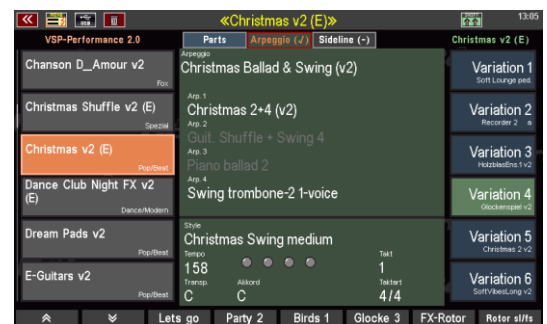 «Christmas v2 (E)»
13:05
VSP-Performance 2.0
Parts
Arpeggio (√)
Sideline (-)
Christmas v2 (E)
Chanson D_Amour v2
Fox
Christmas Shuffle v2 (E)
Spezial
Christmas v2 (E)
Pop/Beat
Dance Club Night FX v2
(E)
Dance/Modern
Dream Pads v2
Pop/Beat
E-Guitars v2
Pop/Beat
Arpeggio
Christmas Ballad & Swing (v2)
Arp. 1
Christmas 2+4 (v2)
Arp. 2
Guit. Shuffle + Swing 4
Arp. 3
Piano ballad 2
Arp. 4
Swing trombone-2 1-voice
Style
Christmas Swing medium
Tempo
158
Takt
1
Transp.
C
Akkord
C
Taktart
4/4
Variation 1
Soft Lounge ped.
Variation 2
Recorder 2 a
Variation 3
HolzblasEns.1v2
Variation 4
Glockenspiel v2
Variation 5
Christmas 2 v2
Variation 6
SoftVibesLong v2
Lets go
Party 2
Birds 1
Glocke 3
FX-Rotor
Rotor sl/fs